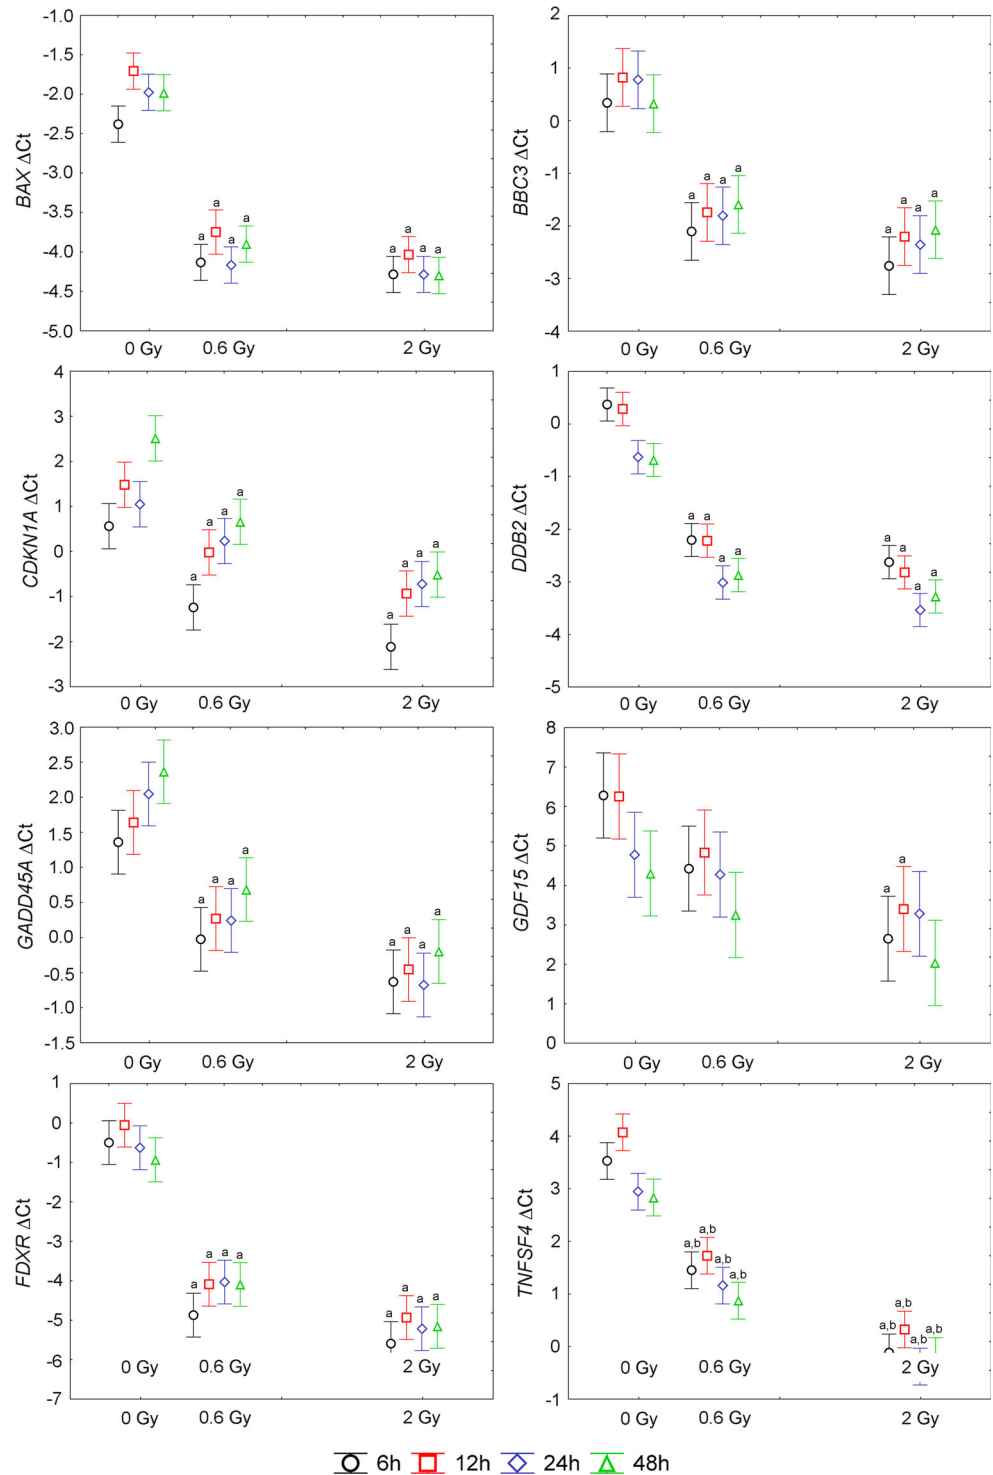 BAX ΔCt
-1.0
-1.5
-2.0
-2.5
-3.0
-3.5
-4.0
-4.5
-5.0
a a a a
a a a a
0 Gy 0.6 Gy 2 Gy
BBC3 ΔCt
2
1
0
-1
-2
-3
-4
a a a a
a a a a
0 Gy 0.6 Gy 2 Gy
CDKN1A ΔCt
4
3
2
1
0
-1
-2
-3
a a a a
a a a a
0 Gy 0.6 Gy 2 Gy
DDB2 ΔCt
1
0
-1
-2
-3
-4
-5
a a a a
a a a a
0 Gy 0.6 Gy 2 Gy
GADD45A ΔCt
3.0
2.5
2.0
1.5
1.0
0.5
0.0
-0.5
-1.0
-1.5
a a a a
a a a a
0 Gy 0.6 Gy 2 Gy
GDF15 ΔCt
8
7
6
5
4
3
2
1
0
a a
0 Gy 0.6 Gy 2 Gy
FDXR ΔCt
1
0
-1
-2
-3
-4
-5
-6
-7
a a a a
a a a a
0 Gy 0.6 Gy 2 Gy
0 Gy 0.6 Gy 2 Gy
TNFSF4 ΔCt
5
4
3
2
1
0
-1
a,b a,b a,b a,b
a,b a,b a,b a,b
0 Gy 0.6 Gy 2 Gy
0 Gy 0.6 Gy 2 Gy
6h 12h 24h 48h